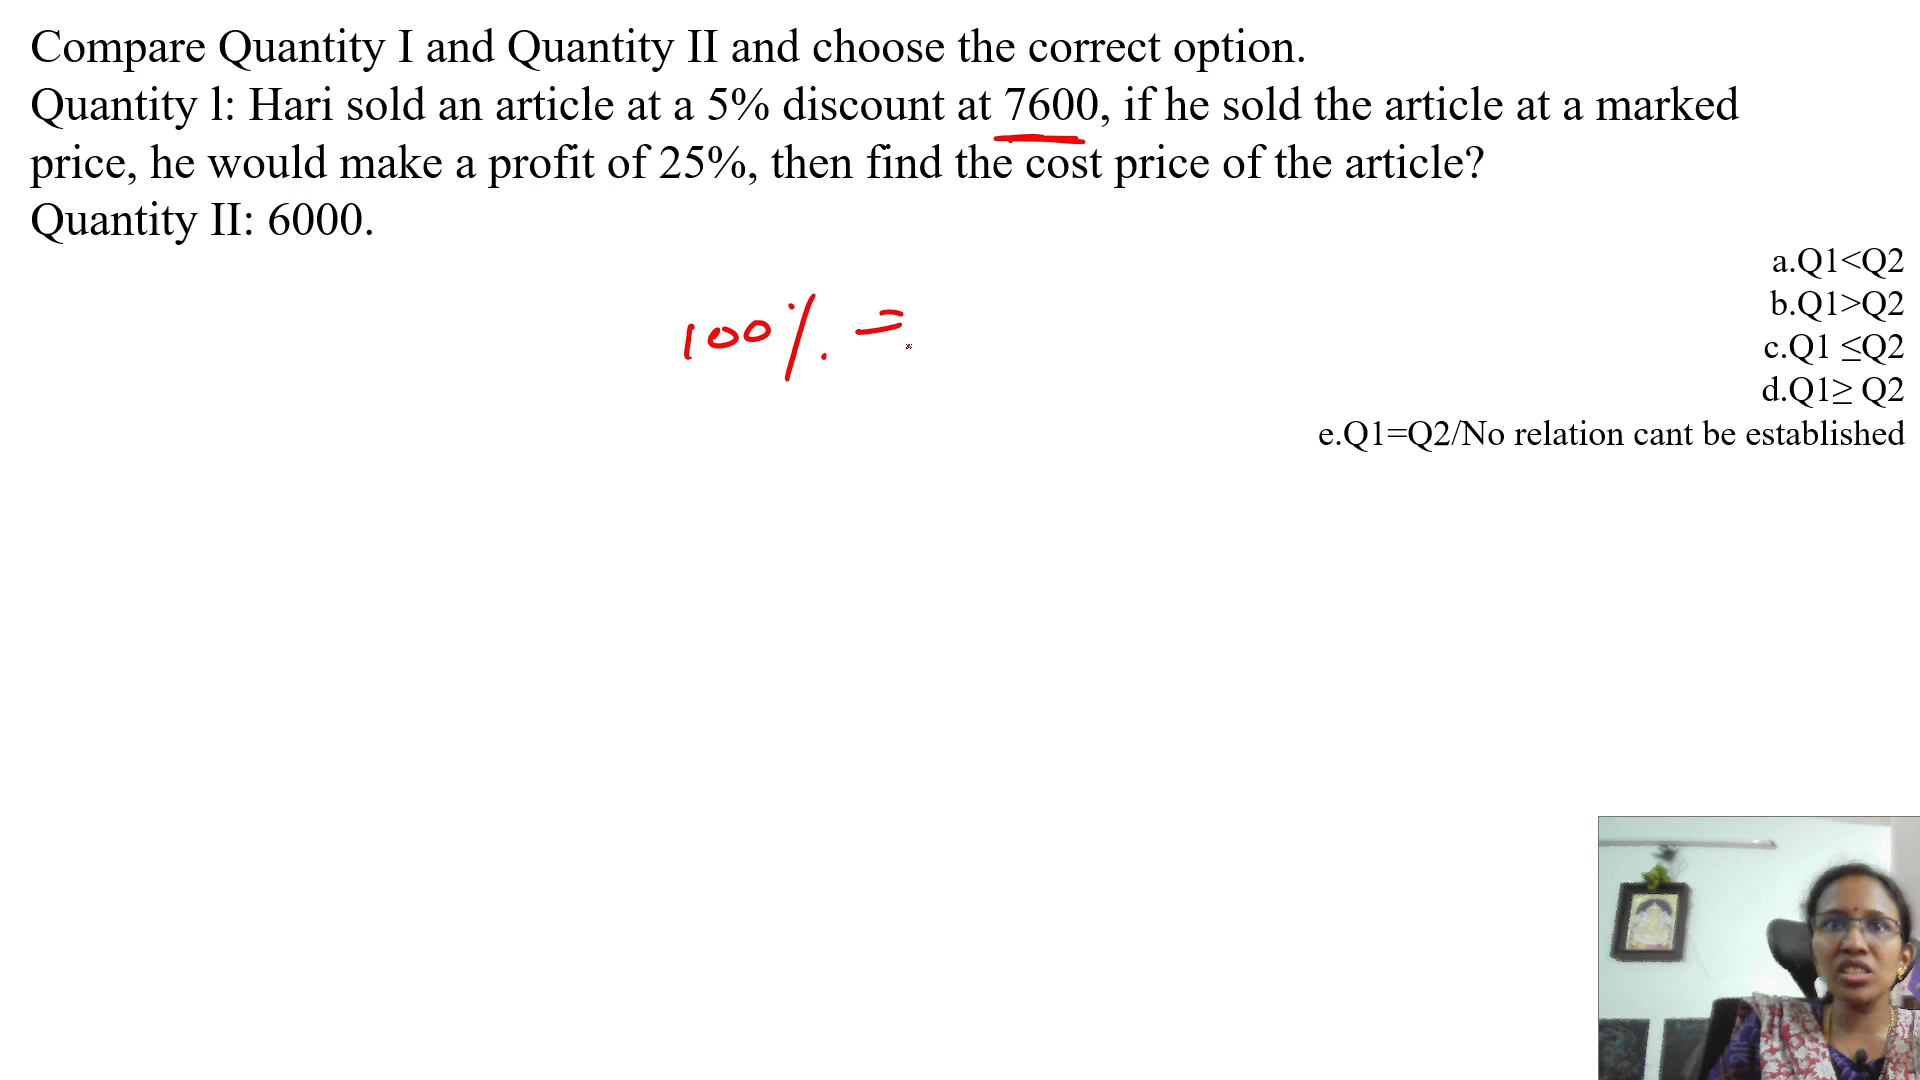 Compare Quantity I and Quantity II and choose the correct option.
Quantity l: Hari sold an article at a 5% discount at 7600, if he sold the article at a marked
price, he would make a profit of 25%, then find the cost price of the article?
Quantity II: 6000.
a.Q1<Q2
b.Q1>Q2
c.Q1 ≤Q2
d.Q1≥ Q2
e.Q1=Q2/No relation cant be established
100% =